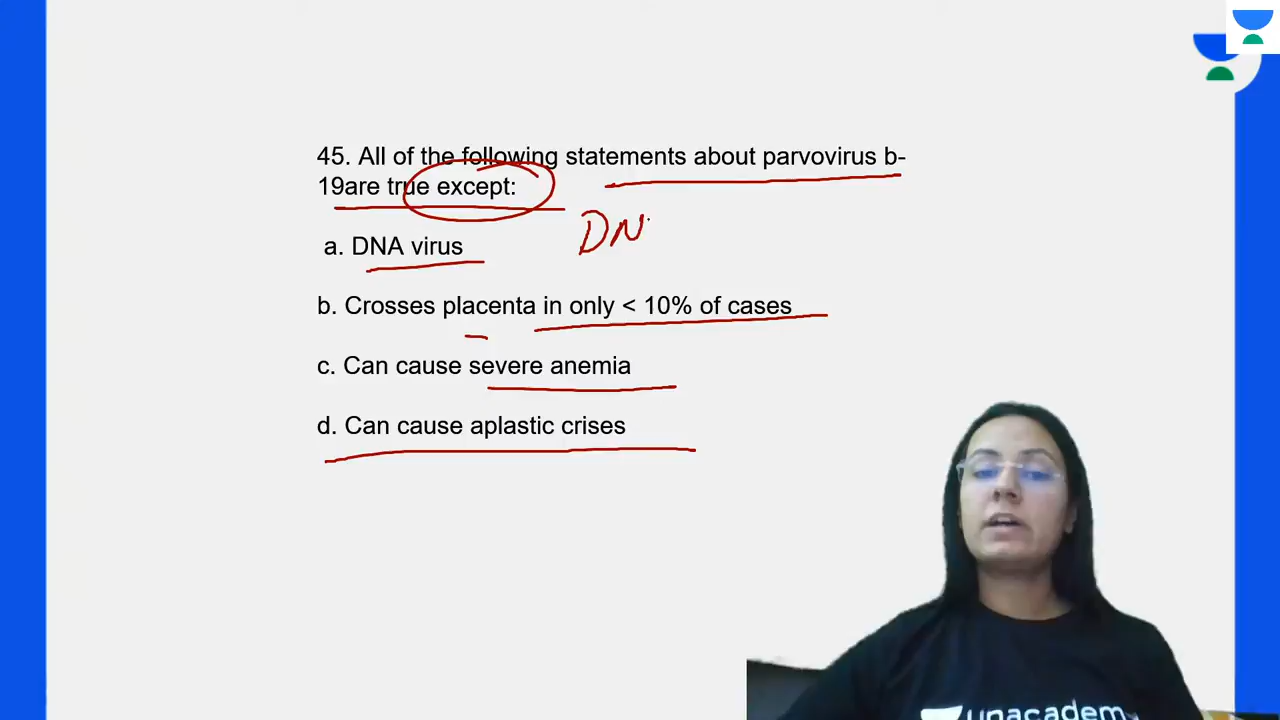 45. All of the following statements about parvovirus b-
19are true except:
DN
a. DNA virus
b. Crosses placenta in only < 10% of cases
c. Can cause severe anemia
d. Can cause aplastic crises
unacadem